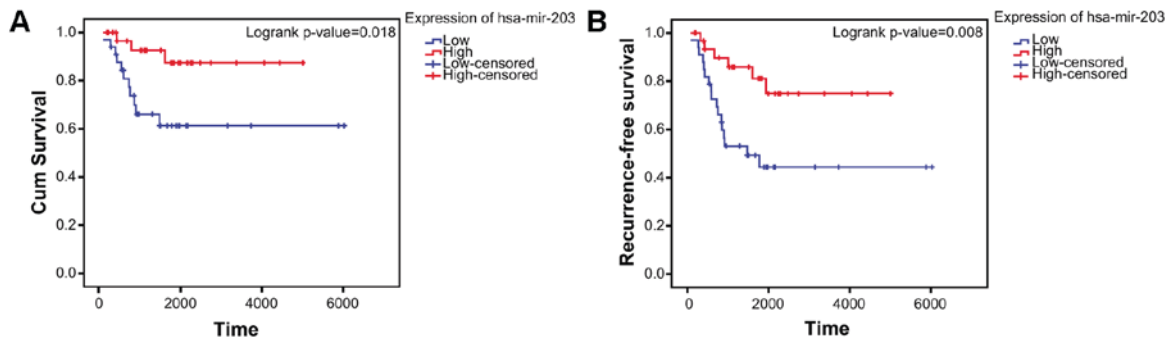 A
Logrank p-value=0.018
Cum Survival
1.0
0.8
0.6
0.4
0.2
0.0
0
2000
4000
6000
Time
Expression of hsa-mir-203
Low
High
Low-censored
High-censored
B
Logrank p-value=0.008
Recurrence-free survival
1.0
0.8
0.6
0.4
0.2
0.0
0
2000
4000
6000
Time
Expression of hsa-mir-203
Low
High
Low-censored
High-censored